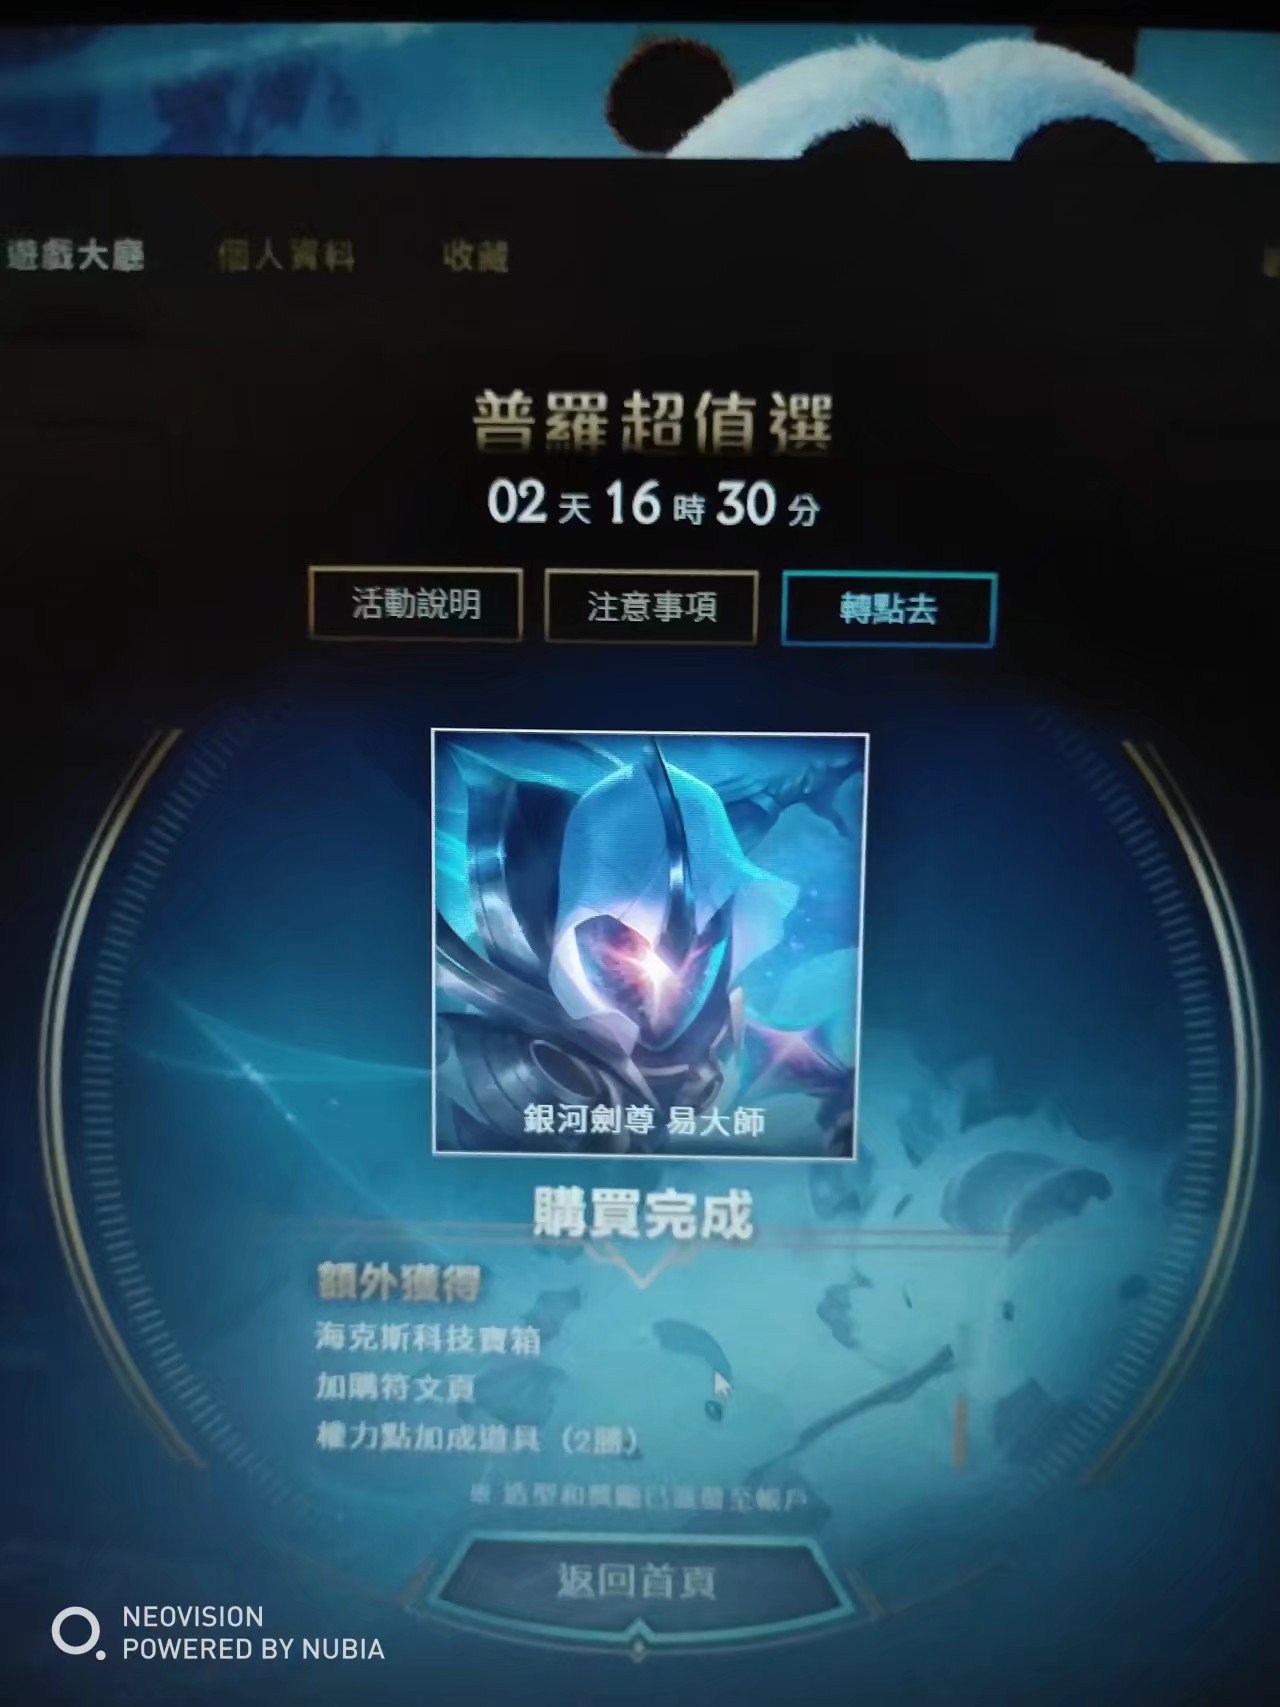 遊戲大廳 個人資料 收藏
普羅超值選
02 天 16 時 30 分
活動說明 注意事項 轉點去
銀河劍尊 易大師
購買完成
額外獲得
海克斯科技寶箱
加購符文頁
權力點加成道具（2勝）
※ 造型和獎勵已派發至帳戶
返回首頁
NEOVISION
POWERED BY NUBIA